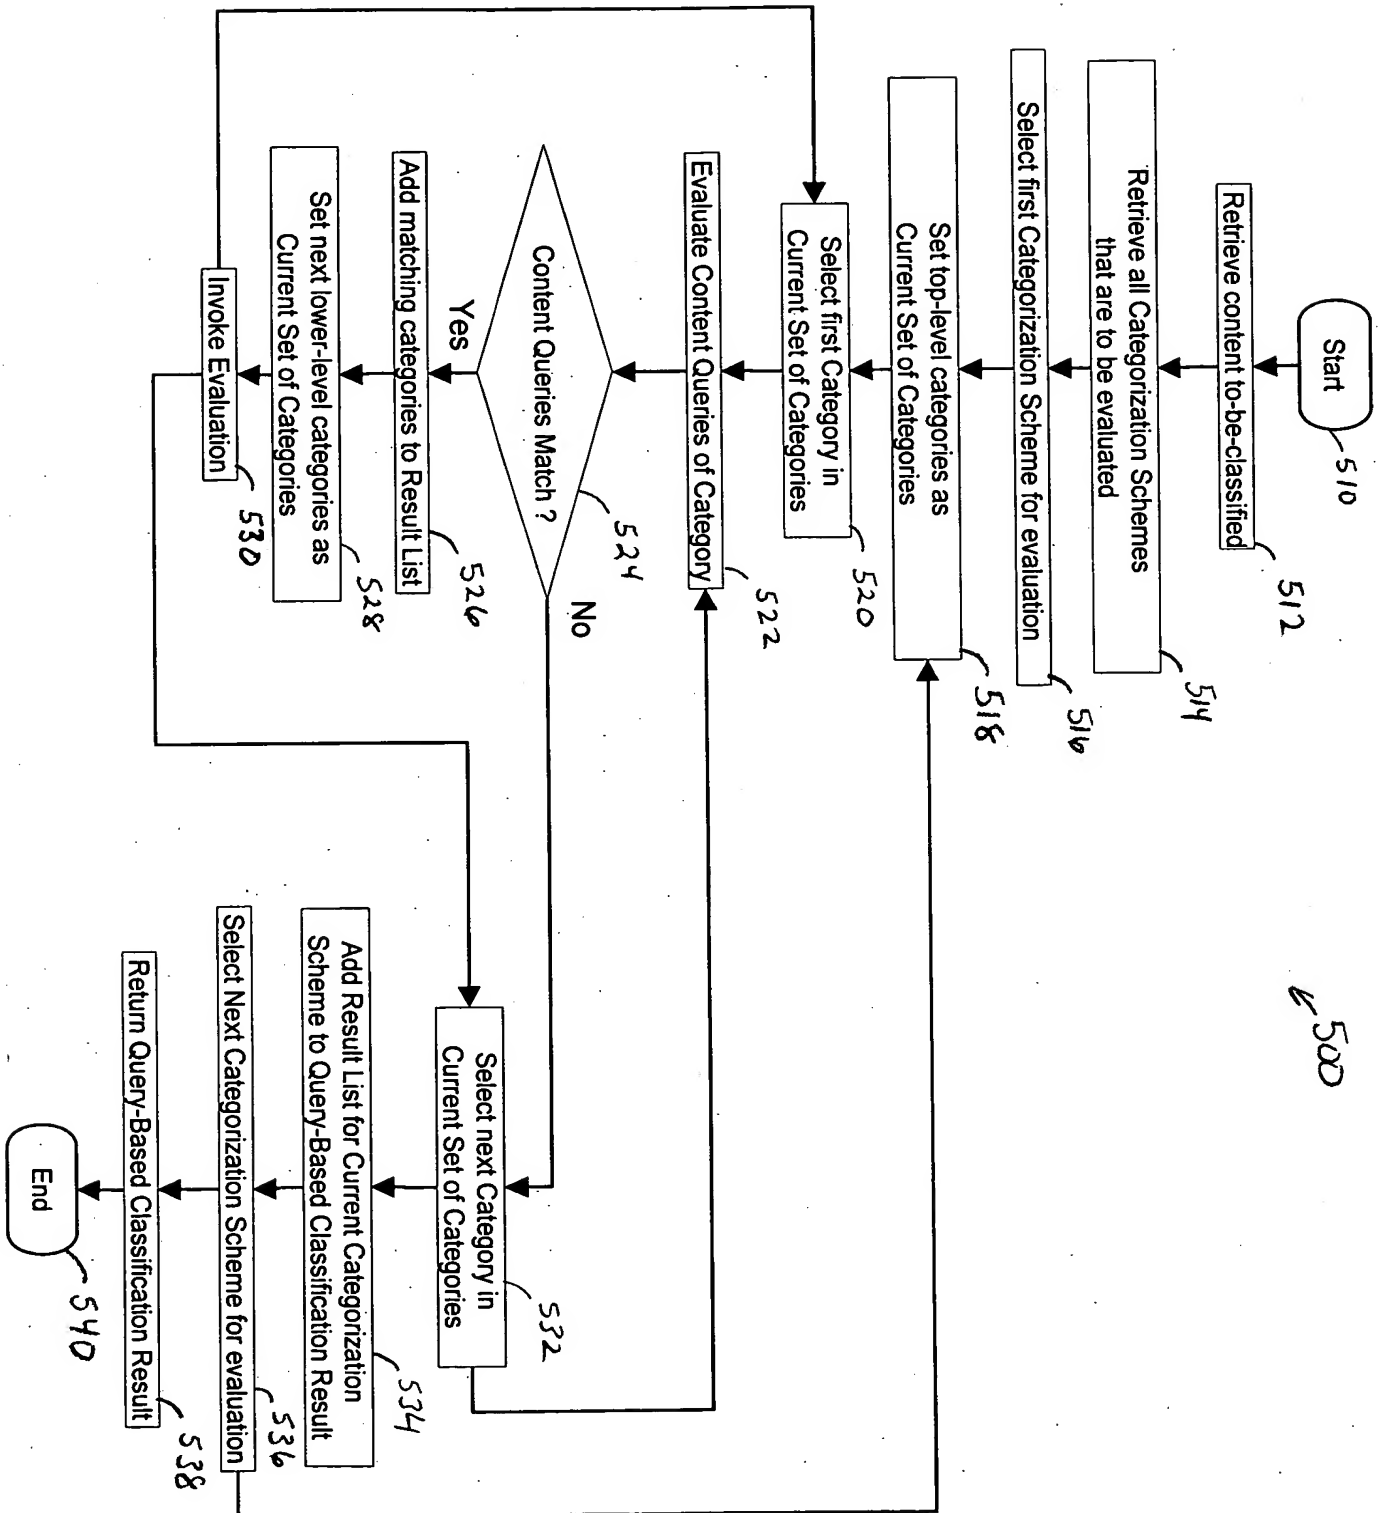 500
Start
510
Retrieve content to-be-classified
512
Retrieve all Categorization Schemes
that are to be evaluated
514
Select first Categorization Scheme for evaluation
516
Set top-level categories as
Current Set of Categories
518
Select first Category in
Current Set of Categories
520
Evaluate Content Queries of Category
522
Content Queries Match ?
524
Yes
No
Add matching categories to Result List
526
Set next lower-level categories as
Current Set of Categories
528
Invoke Evaluation
530
Select next Category in
Current Set of Categories
532
Add Result List for Current Categorization
Scheme to Query-Based Classification Result
534
Select Next Categorization Scheme for evaluation
536
Return Query-Based Classification Result
538
End
540